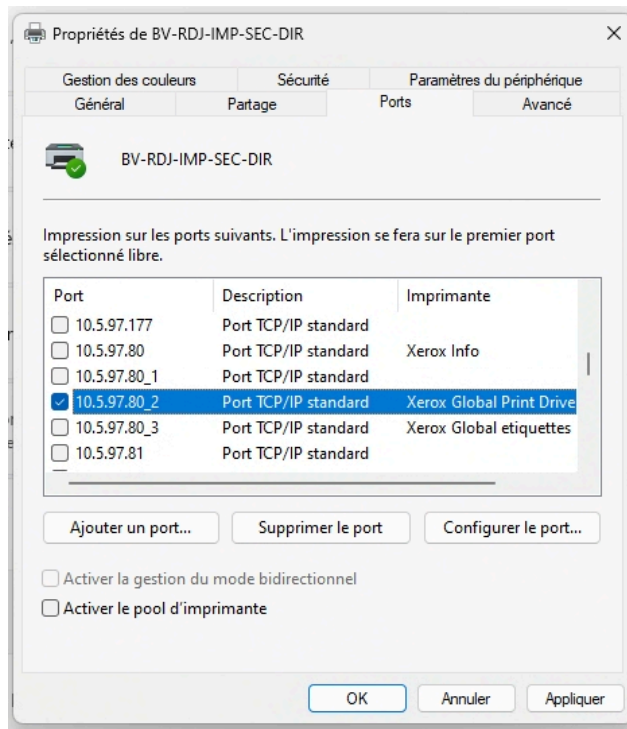 Propriétés de BV-RDJ-IMP-SEC-DIR
Gestion des couleurs Sécurité Paramètres du périphérique
Général Partage Ports Avancé
BV-RDJ-IMP-SEC-DIR
Impression sur les ports suivants. L'impression se fera sur le premier port
sélectionné libre.
Port Description Imprimante
10.5.97.177 Port TCP/IP standard
10.5.97.80 Port TCP/IP standard Xerox Info
10.5.97.80_1 Port TCP/IP standard
10.5.97.80_2 Port TCP/IP standard Xerox Global Print Drive
10.5.97.80_3 Port TCP/IP standard Xerox Global etiquettes
10.5.97.81 Port TCP/IP standard
Ajouter un port... Supprimer le port Configurer le port...
Activer la gestion du mode bidirectionnel
Activer le pool d'imprimante
OK Annuler Appliquer